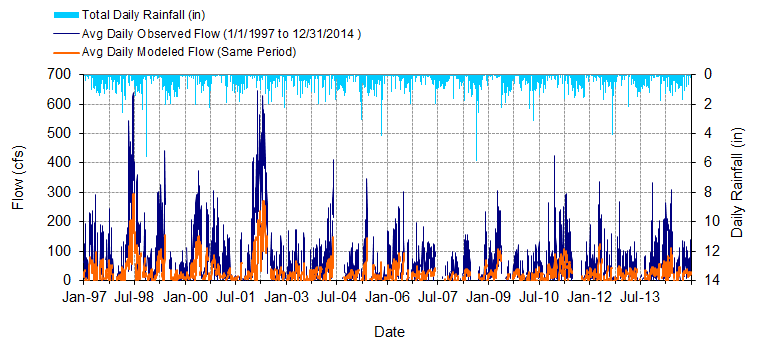 Total Daily Rainfall (in)
Avg Daily Observed Flow (1/1/1997 to 12/31/2014 )
Avg Daily Modeled Flow (Same Period)
700
600
500
400
300
200
100
0
Flow (cfs)
0
2
4
6
8
10
12
14
Daily Rainfall (in)
Jan-97 Jul-98 Jan-00 Jul-01 Jan-03 Jul-04 Jan-06 Jul-07 Jan-09 Jul-10 Jan-12 Jul-13
Date